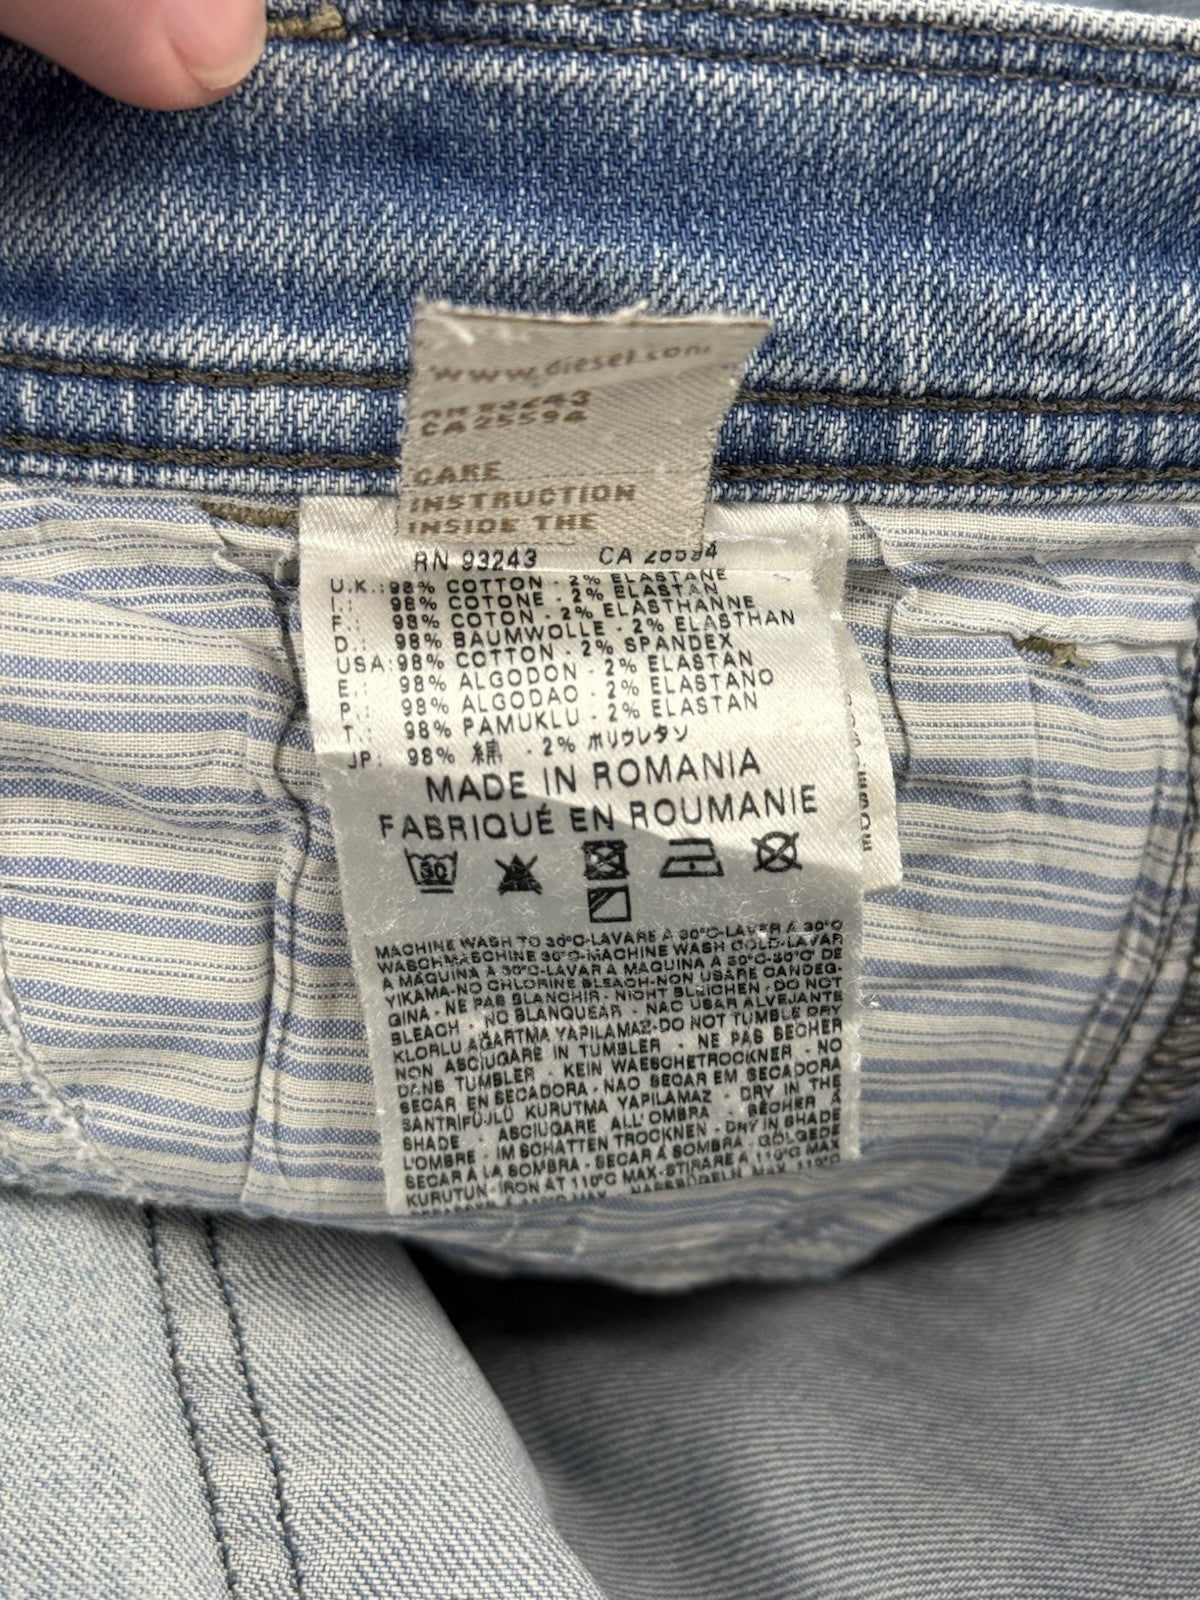 www.diesel.com
RN 93243
CA 25594
CARE
INSTRUCTION
INSIDE THE
RN 93243 CA 25594
U.K.: 98% COTTON - 2% ELASTANE
I.: 98% COTONE - 2% ELASTAN
F.: 98% COTON - 2% ELASTHANNE
D.: 98% BAUMWOLLE - 2% ELASTHAN
USA: 98% COTTON - 2% SPANDEX
E.: 98% ALGODON - 2% ELASTAN
P.: 98% ALGODAO - 2% ELASTANO
T.: 98% PAMUKLU - 2% ELASTAN
JP: 98% 綿 - 2% ポリウレタン
MADE IN ROMANIA
FABRIQUÉ EN ROUMANIE
30
MACHINE WASH TO 30°C-LAVARE A 30°C-LAVER A 30°C
WASCHMASCHINE 30°C-MACHINE WASH COLD-LAVAR
A MAQUINA A 30°C-LAVAR A MAQUINA A 30°C-30°C DE
YIKAMA-NO CHLORINE BLEACH-NON USARE CANDEG-
GINA - NE PAS BLANCHIR - NIGHT BLEICHEN - DO NOT
BLEACH - NO BLANQUEAR - NAO USAR ALVEJANTE
KLORLU AGARTMA YAPILAMAZ-DO NOT TUMBLE DRY
NON ASCIUGARE IN TUMBLER - NE PAS SECHER
DANS TUMBLER - KEIN WAESCHETROCKNER - NO
SECAR EN SECADORA - NAO SECAR EM SECADORA
SANTRIFÜJLÜ KURUTMA YAPILAMAZ - DRY IN THE
SHADE - ASCIUGARE ALL'OMBRA - SECHER À
L'OMBRE - IM SCHATTEN TROCKNEN - DRY IN SHADE
SECAR A LA SOMBRA - SECAR A SOMBRA - GÖLGEDE
KURUTUN - IRON AT 110°C MAX-STIRARE A 110°C MAX